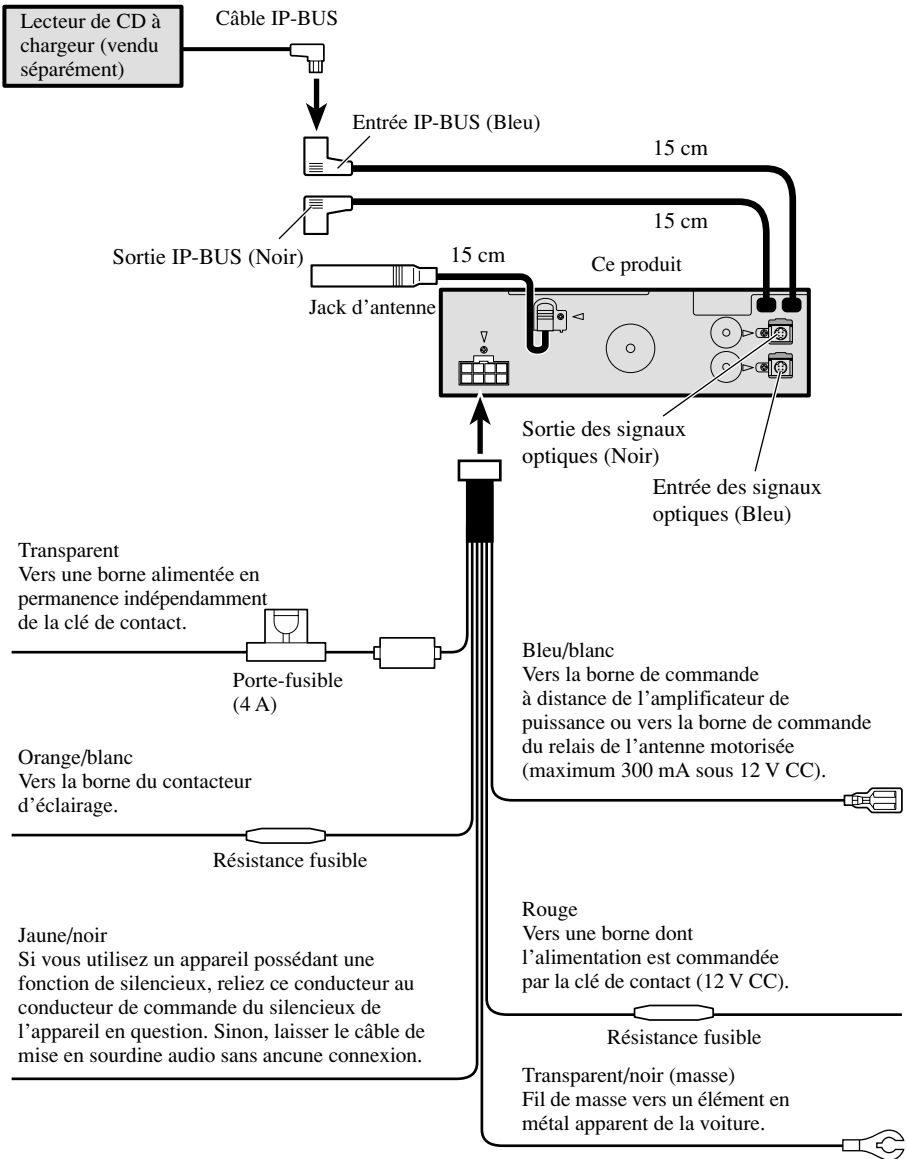 Lecteur de CD à
chargeur (vendu
séparément)
Câble IP-BUS
Entrée IP-BUS (Bleu)
15 cm
15 cm
Sortie IP-BUS (Noir)
15 cm
Ce produit
Jack d’antenne
Sortie des signaux
optiques (Noir)
Entrée des signaux
optiques (Bleu)
Transparent
Vers une borne alimentée en
permanence indépendamment
de la clé de contact.
Porte-fusible
(4 A)
Bleu/blanc
Vers la borne de commande
à distance de l’amplificateur de
puissance ou vers la borne de commande
du relais de l’antenne motorisée
(maximum 300 mA sous 12 V CC).
Orange/blanc
Vers la borne du contacteur
d’éclairage.
Résistance fusible
Jaune/noir
Si vous utilisez un appareil possédant une
fonction de silencieux, reliez ce conducteur au
conducteur de commande du silencieux de
l’appareil en question. Sinon, laisser le câble de
mise en sourdine audio sans ancune connexion.
Rouge
Vers une borne dont
l’alimentation est commandée
par la clé de contact (12 V CC).
Résistance fusible
Transparent/noir (masse)
Fil de masse vers un élément en
métal apparent de la voiture.